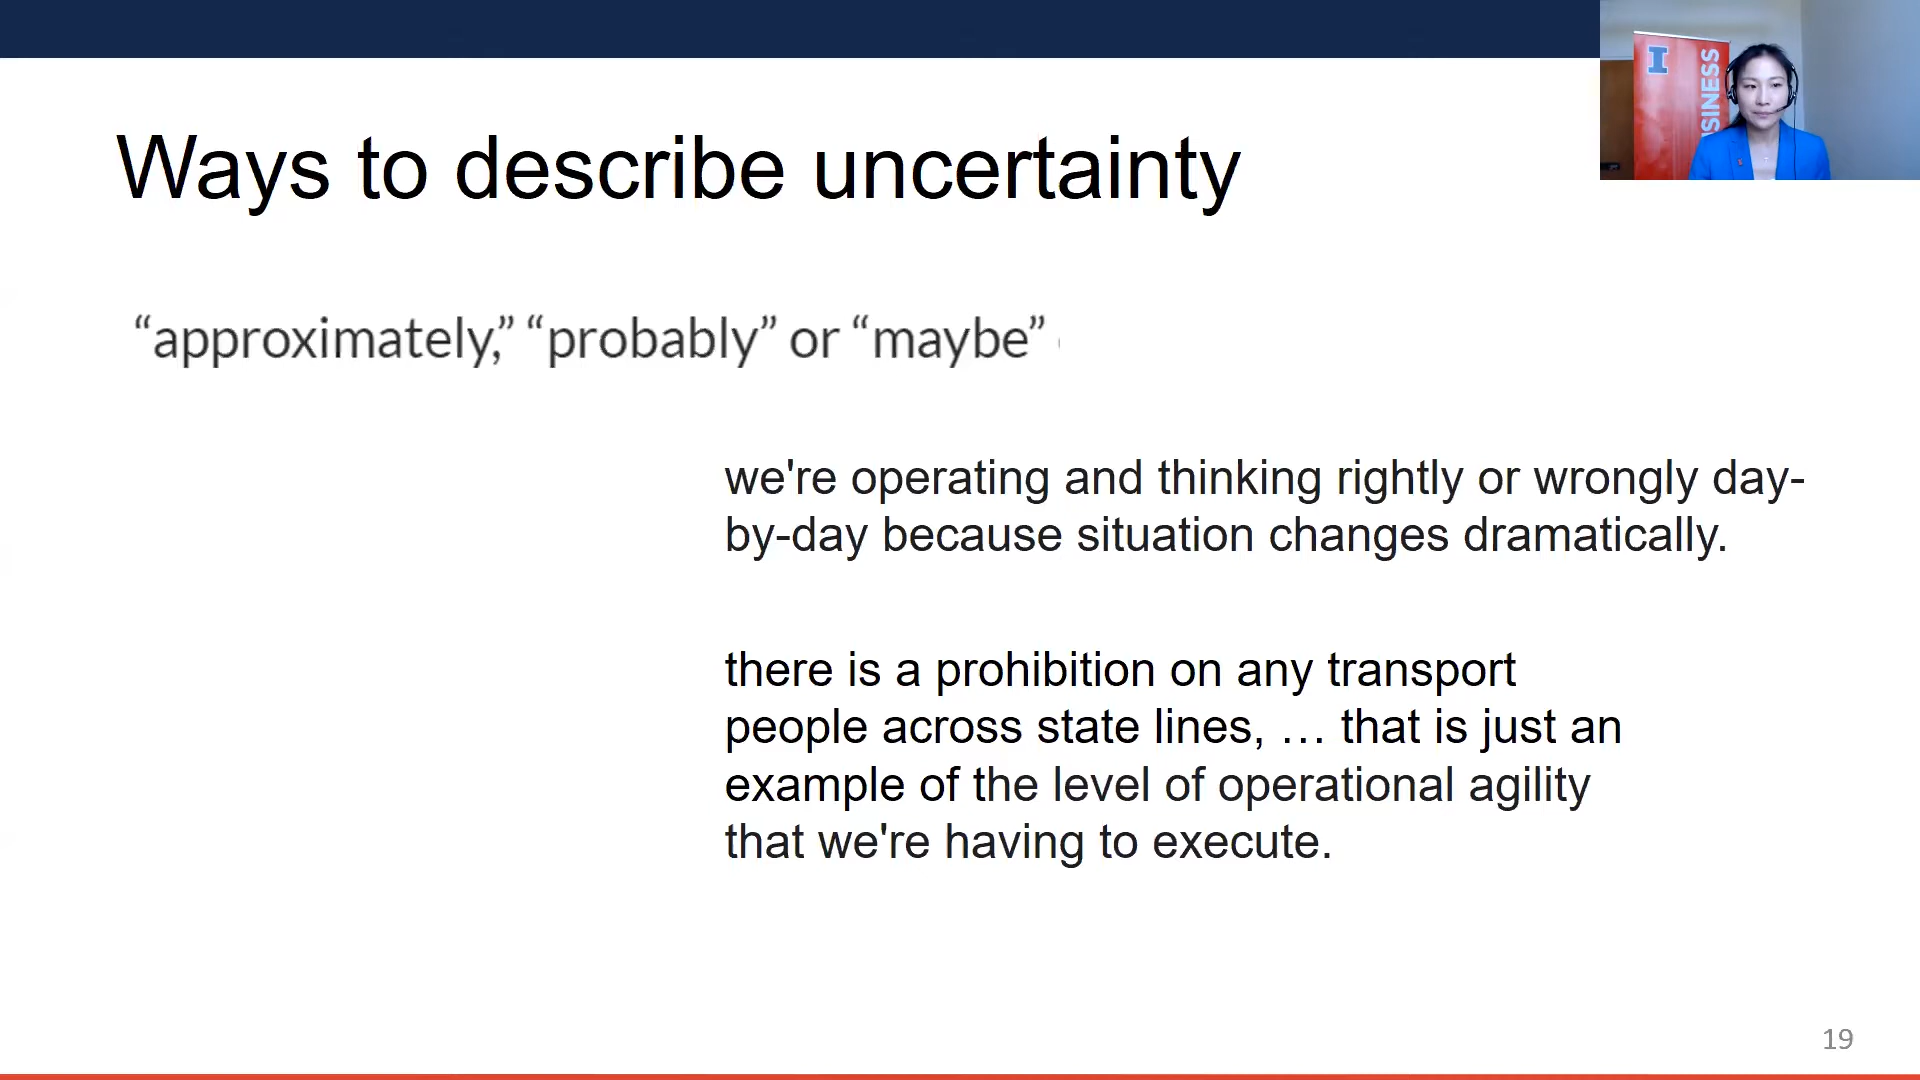 Ways to describe uncertainty
“approximately,” “probably” or “maybe”
we're operating and thinking rightly or wrongly day-
by-day because situation changes dramatically.
there is a prohibition on any transport
people across state lines, … that is just an
example of the level of operational agility
that we're having to execute.
19
I
SINESS